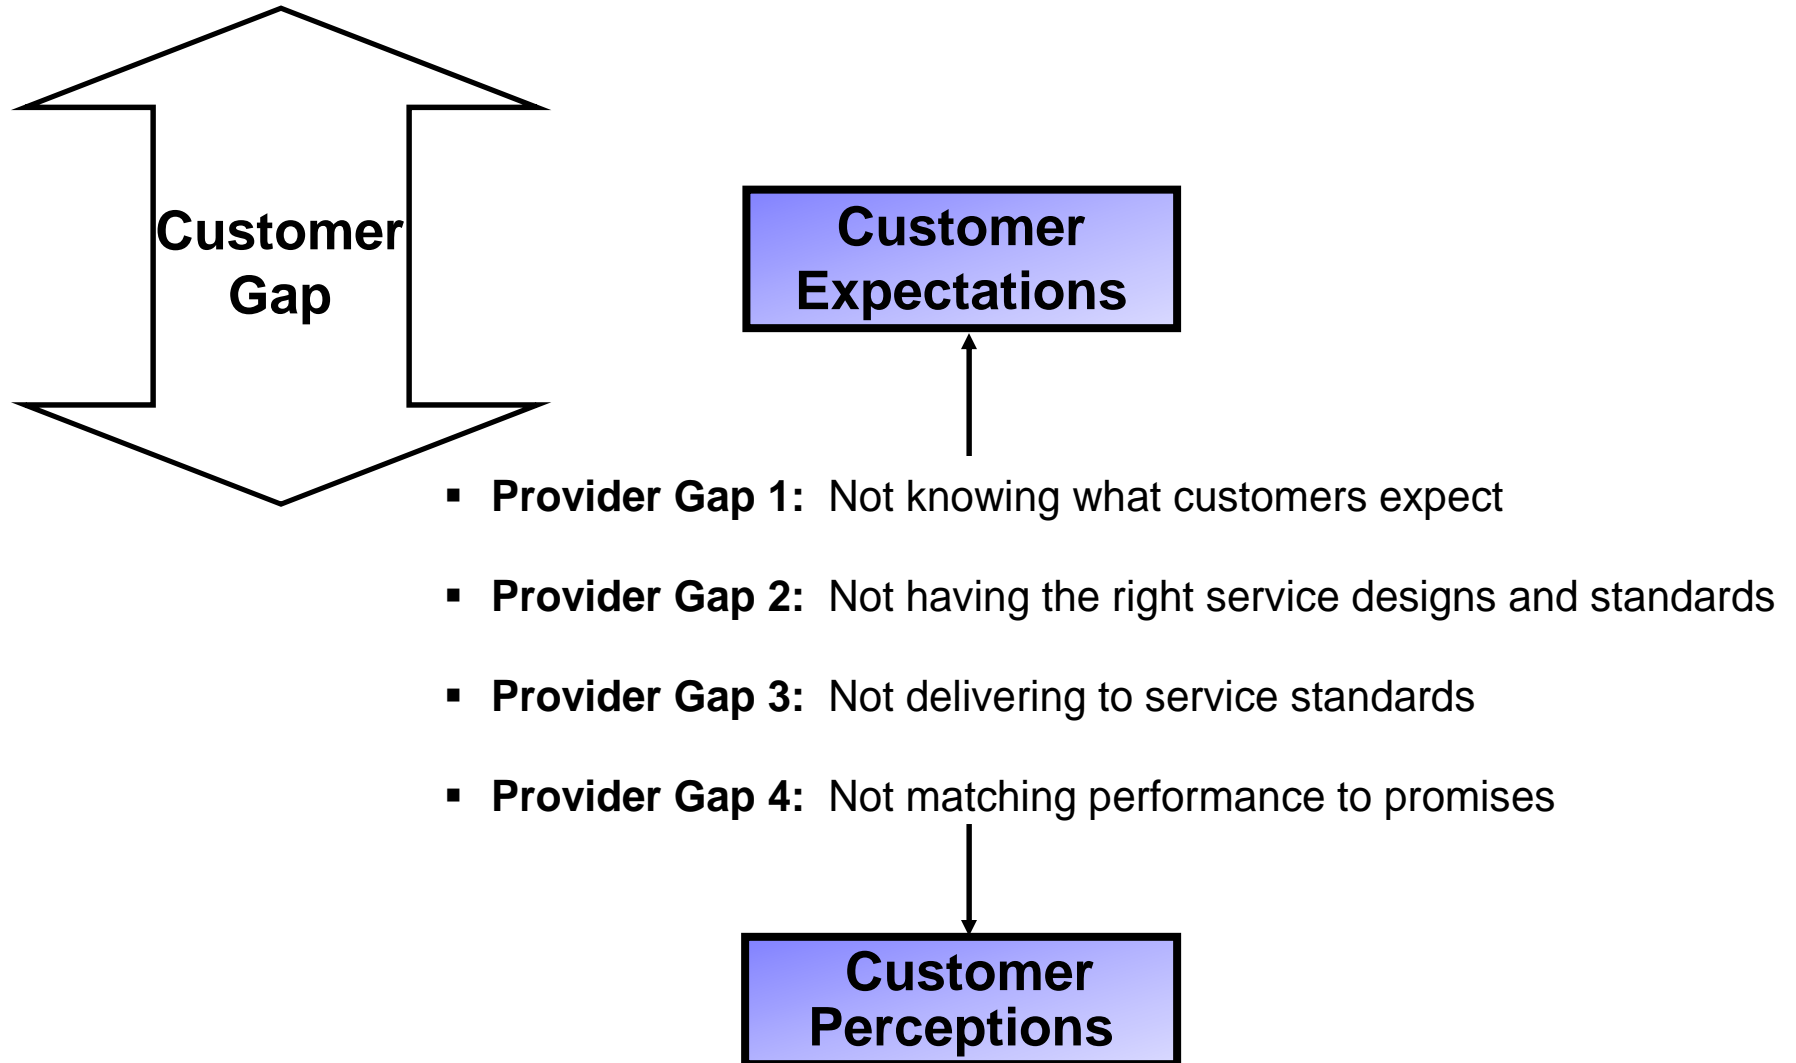 Customer
Gap
Customer
Expectations
▪ Provider Gap 1: Not knowing what customers expect
▪ Provider Gap 2: Not having the right service designs and standards
▪ Provider Gap 3: Not delivering to service standards
▪ Provider Gap 4: Not matching performance to promises
Customer
Perceptions